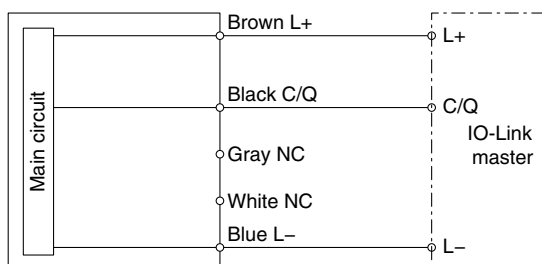 Brown L+
L+
Main circuit
Black C/Q
C/Q
IO-Link
master
Gray NC
White NC
Blue L−
L−